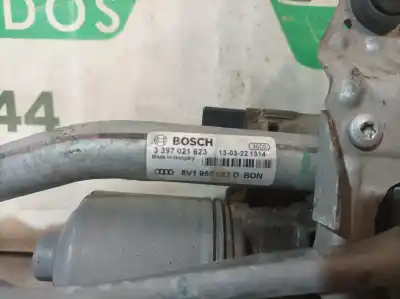 DOS
44
BOSCH
3 397 021 623 13-03-22 1314
Made in Hungary
8V1 955 023 D BDN